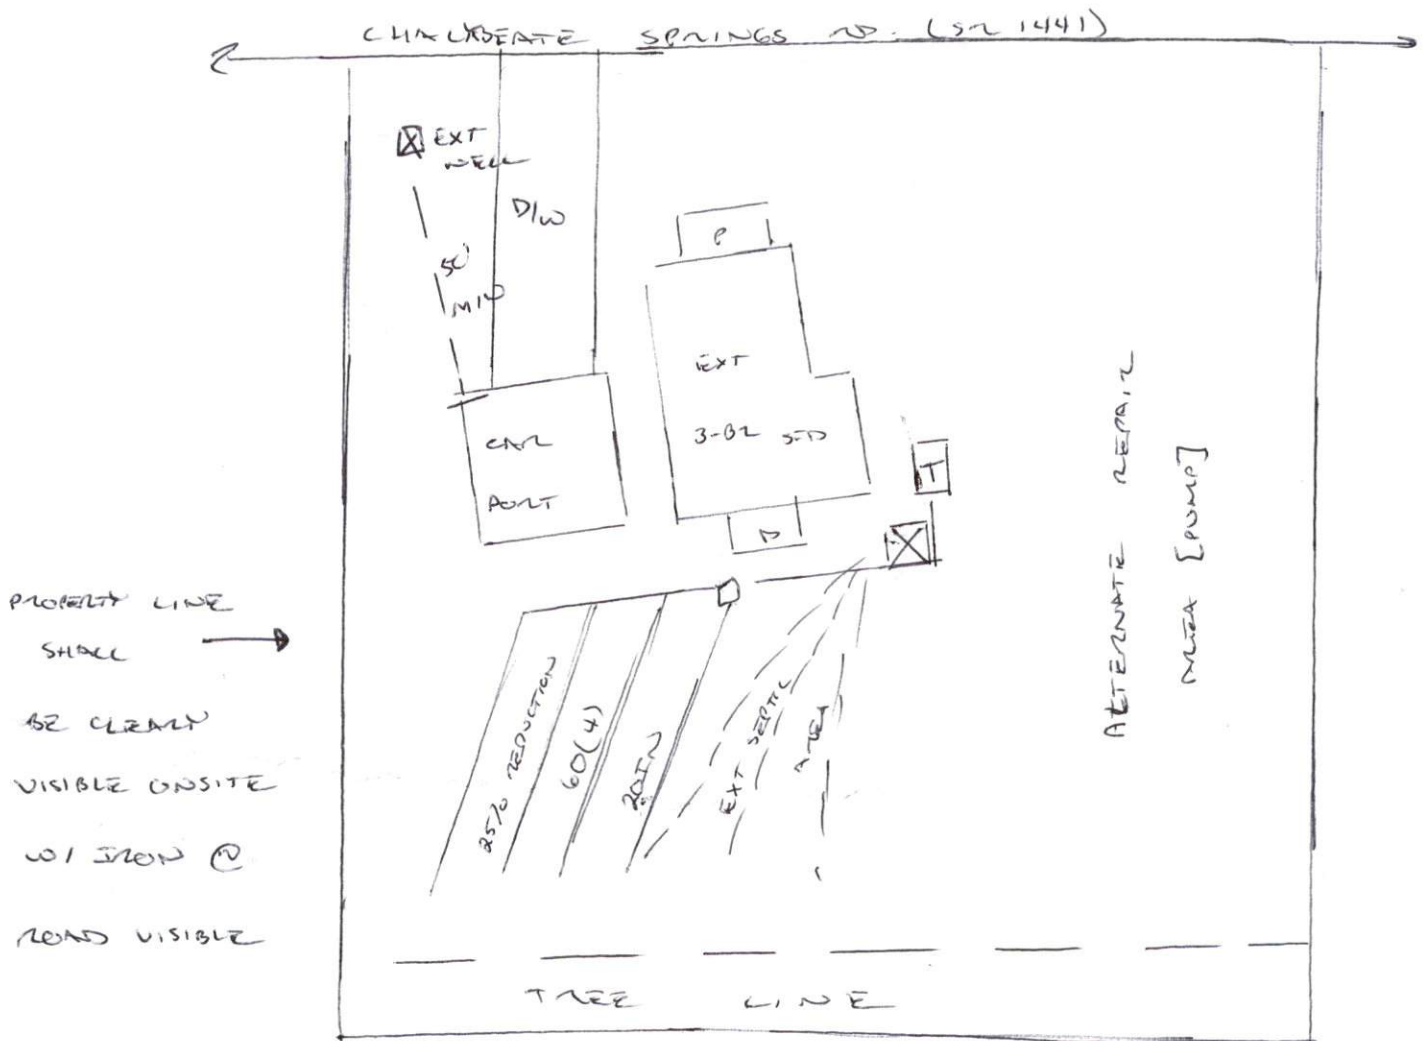 CHALYBEATE SPRINGS RD. (SR 1441)
EXT
WELL
D/W
50'
MIN
P
EXT
3-BR SFD
CAR
PORT
D
T
ALTERNATE REPAIR
AREA [PUMP]
PROPERTY LINE
SHALL
BE CLEARLY
VISIBLE ONSITE
W/ IRON @
ROAD VISIBLE
25% REDUCTION
60(4)
20IN
EXT SEPTIC
AREA
TREE LINE